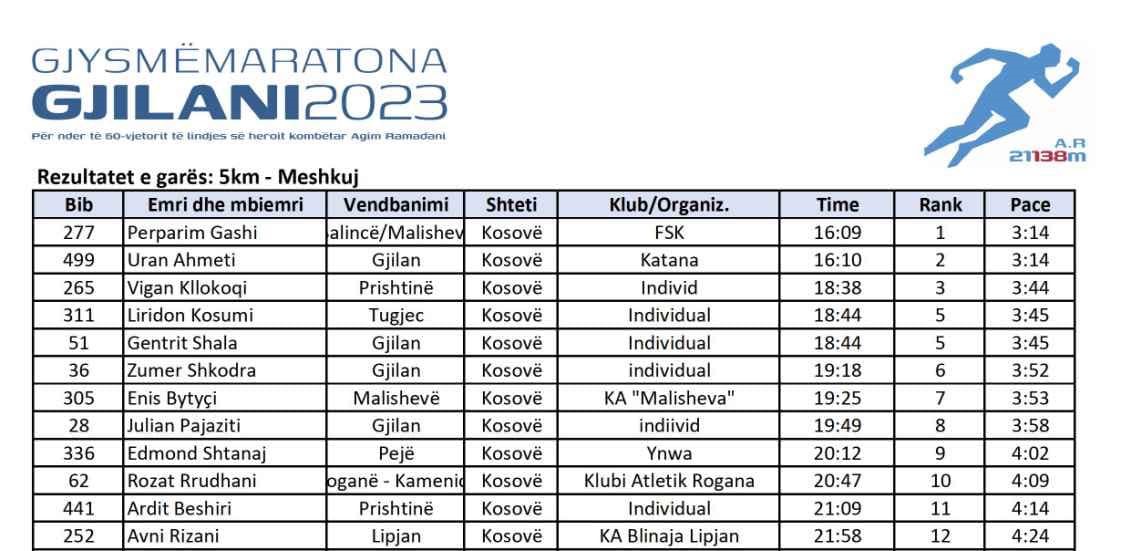 GJYSMËMARATONA
GJILANI2023
Për nder të 60-vjetorit të lindjes së heroit kombëtar Agim Ramadani
A.R
21138m
Rezultatet e garës: 5km - Meshkuj
Bib Emri dhe mbiemri Vendbanimi Shteti Klub/Organiz. Time Rank Pace
277 Perparim Gashi alincë/Malishev Kosovë FSK 16:09 1 3:14
499 Uran Ahmeti Gjilan Kosovë Katana 16:10 2 3:14
265 Vigan Kllokoqi Prishtinë Kosovë Individ 18:38 3 3:44
311 Liridon Kosumi Tugjec Kosovë Individual 18:44 5 3:45
51 Gentrit Shala Gjilan Kosovë Individual 18:44 5 3:45
36 Zumer Shkodra Gjilan Kosovë individual 19:18 6 3:52
305 Enis Bytyçi Malishevë Kosovë KA "Malisheva" 19:25 7 3:53
28 Julian Pajaziti Gjilan Kosovë indiivid 19:49 8 3:58
336 Edmond Shtanaj Pejë Kosovë Ynwa 20:12 9 4:02
62 Rozat Rrudhani oganë - Kamenic Kosovë Klubi Atletik Rogana 20:47 10 4:09
441 Ardit Beshiri Prishtinë Kosovë Individual 21:09 11 4:14
252 Avni Rizani Lipjan Kosovë KA Blinaja Lipjan 21:58 12 4:24